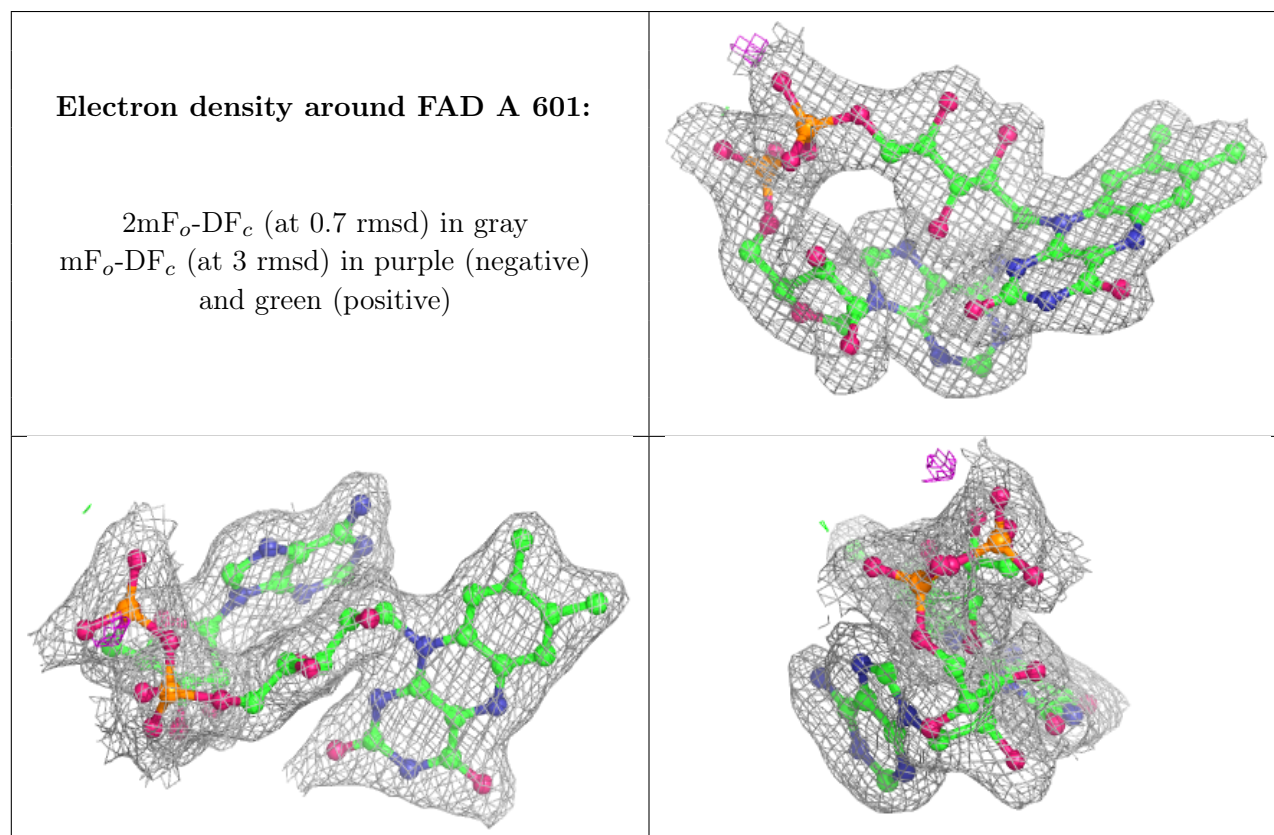 Electron density around FAD A 601:
2mFₒ-DF𝑐 (at 0.7 rmsd) in gray
mFₒ-DF𝑐 (at 3 rmsd) in purple (negative)
and green (positive)